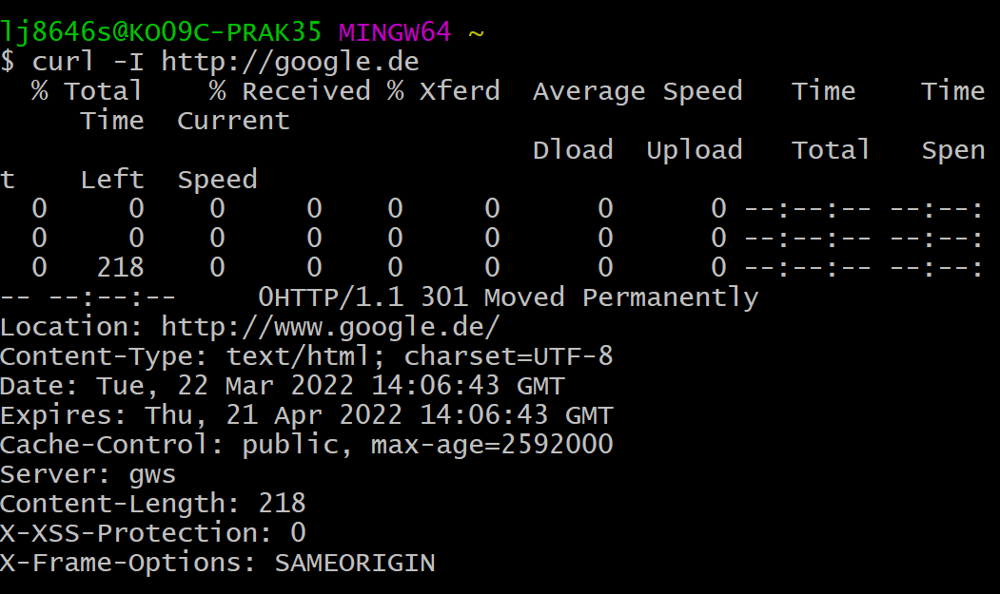 lj8646s@KO09C-PRAK35 MINGW64 ~
$ curl -I http://google.de
  % Total    % Received % Xferd  Average Speed   Time    Time
     Time  Current
                                 Dload  Upload   Total   Spen
t    Left  Speed
  0     0    0     0    0     0      0      0 --:--:-- --:--:
  0     0    0     0    0     0      0      0 --:--:-- --:--:
  0   218    0     0    0     0      0      0 --:--:-- --:--:
-- --:--:--     0HTTP/1.1 301 Moved Permanently
Location: http://www.google.de/
Content-Type: text/html; charset=UTF-8
Date: Tue, 22 Mar 2022 14:06:43 GMT
Expires: Thu, 21 Apr 2022 14:06:43 GMT
Cache-Control: public, max-age=2592000
Server: gws
Content-Length: 218
X-XSS-Protection: 0
X-Frame-Options: SAMEORIGIN